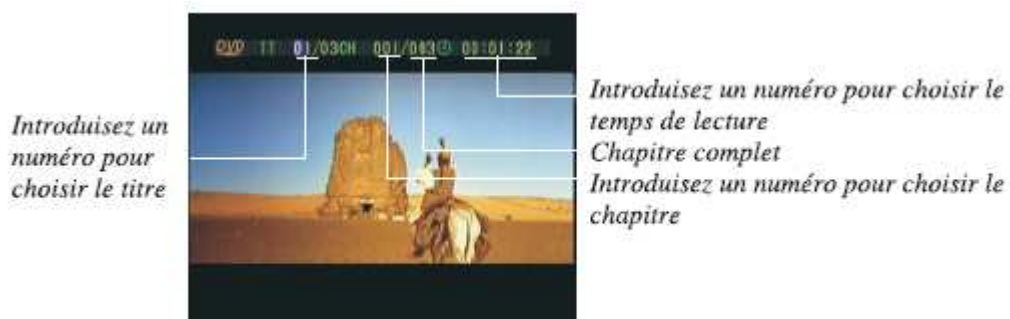 DVD TT 01/03CH 001/003 00:01:22
Introduisez un
numéro pour
choisir le titre
Introduisez un numéro pour choisir le
temps de lecture
Chapitre complet
Introduisez un numéro pour choisir le
chapitre